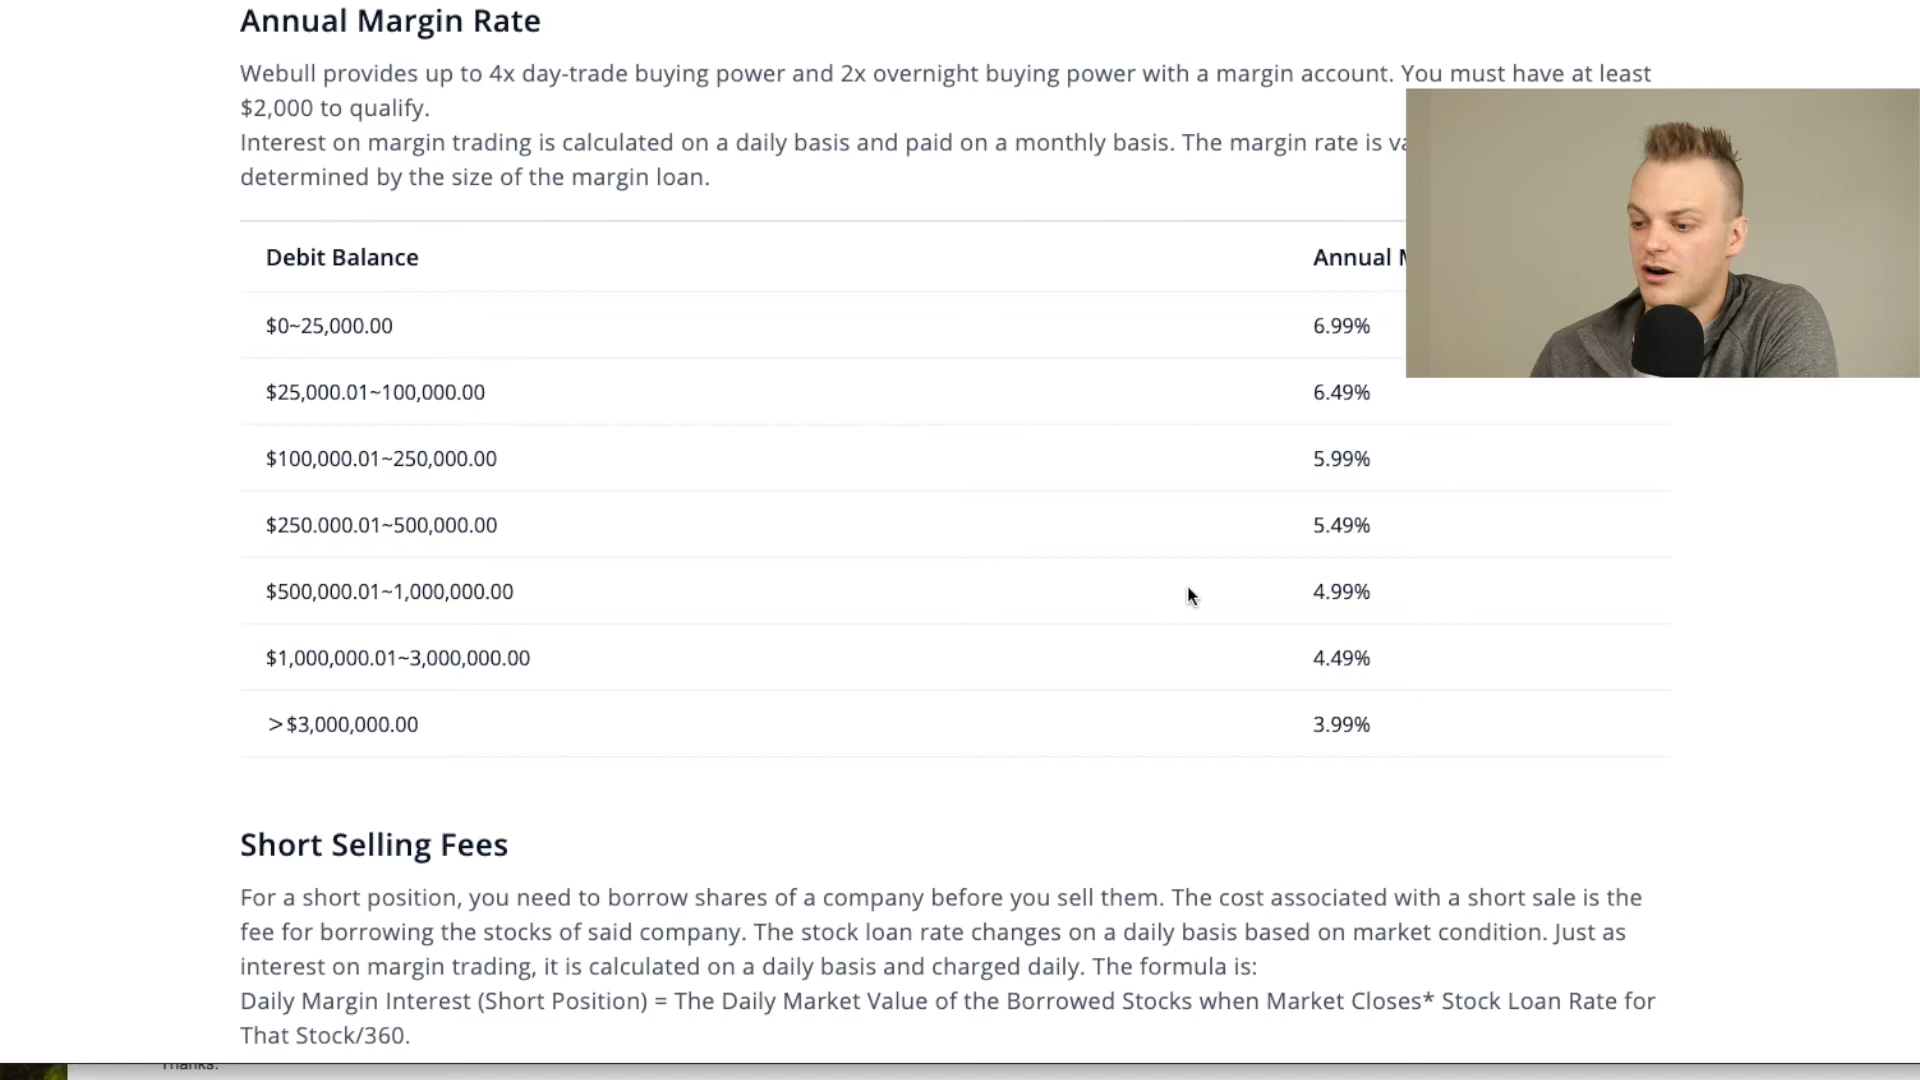 Annual Margin Rate
Webull provides up to 4x day-trade buying power and 2x overnight buying power with a margin account. You must have at least
$2,000 to qualify.
Interest on margin trading is calculated on a daily basis and paid on a monthly basis. The margin rate is
determined by the size of the margin loan.
Debit Balance Annual
$0~25,000.00 6.99%
$25,000.01~100,000.00 6.49%
$100,000.01~250,000.00 5.99%
$250.000.01~500,000.00 5.49%
$500,000.01~1,000,000.00 4.99%
$1,000,000.01~3,000,000.00 4.49%
>$3,000,000.00 3.99%
Short Selling Fees
For a short position, you need to borrow shares of a company before you sell them. The cost associated with a short sale is the
fee for borrowing the stocks of said company. The stock loan rate changes on a daily basis based on market condition. Just as
interest on margin trading, it is calculated on a daily basis and charged daily. The formula is:
Daily Margin Interest (Short Position) = The Daily Market Value of the Borrowed Stocks when Market Closes* Stock Loan Rate for
That Stock/360.
Thanks.